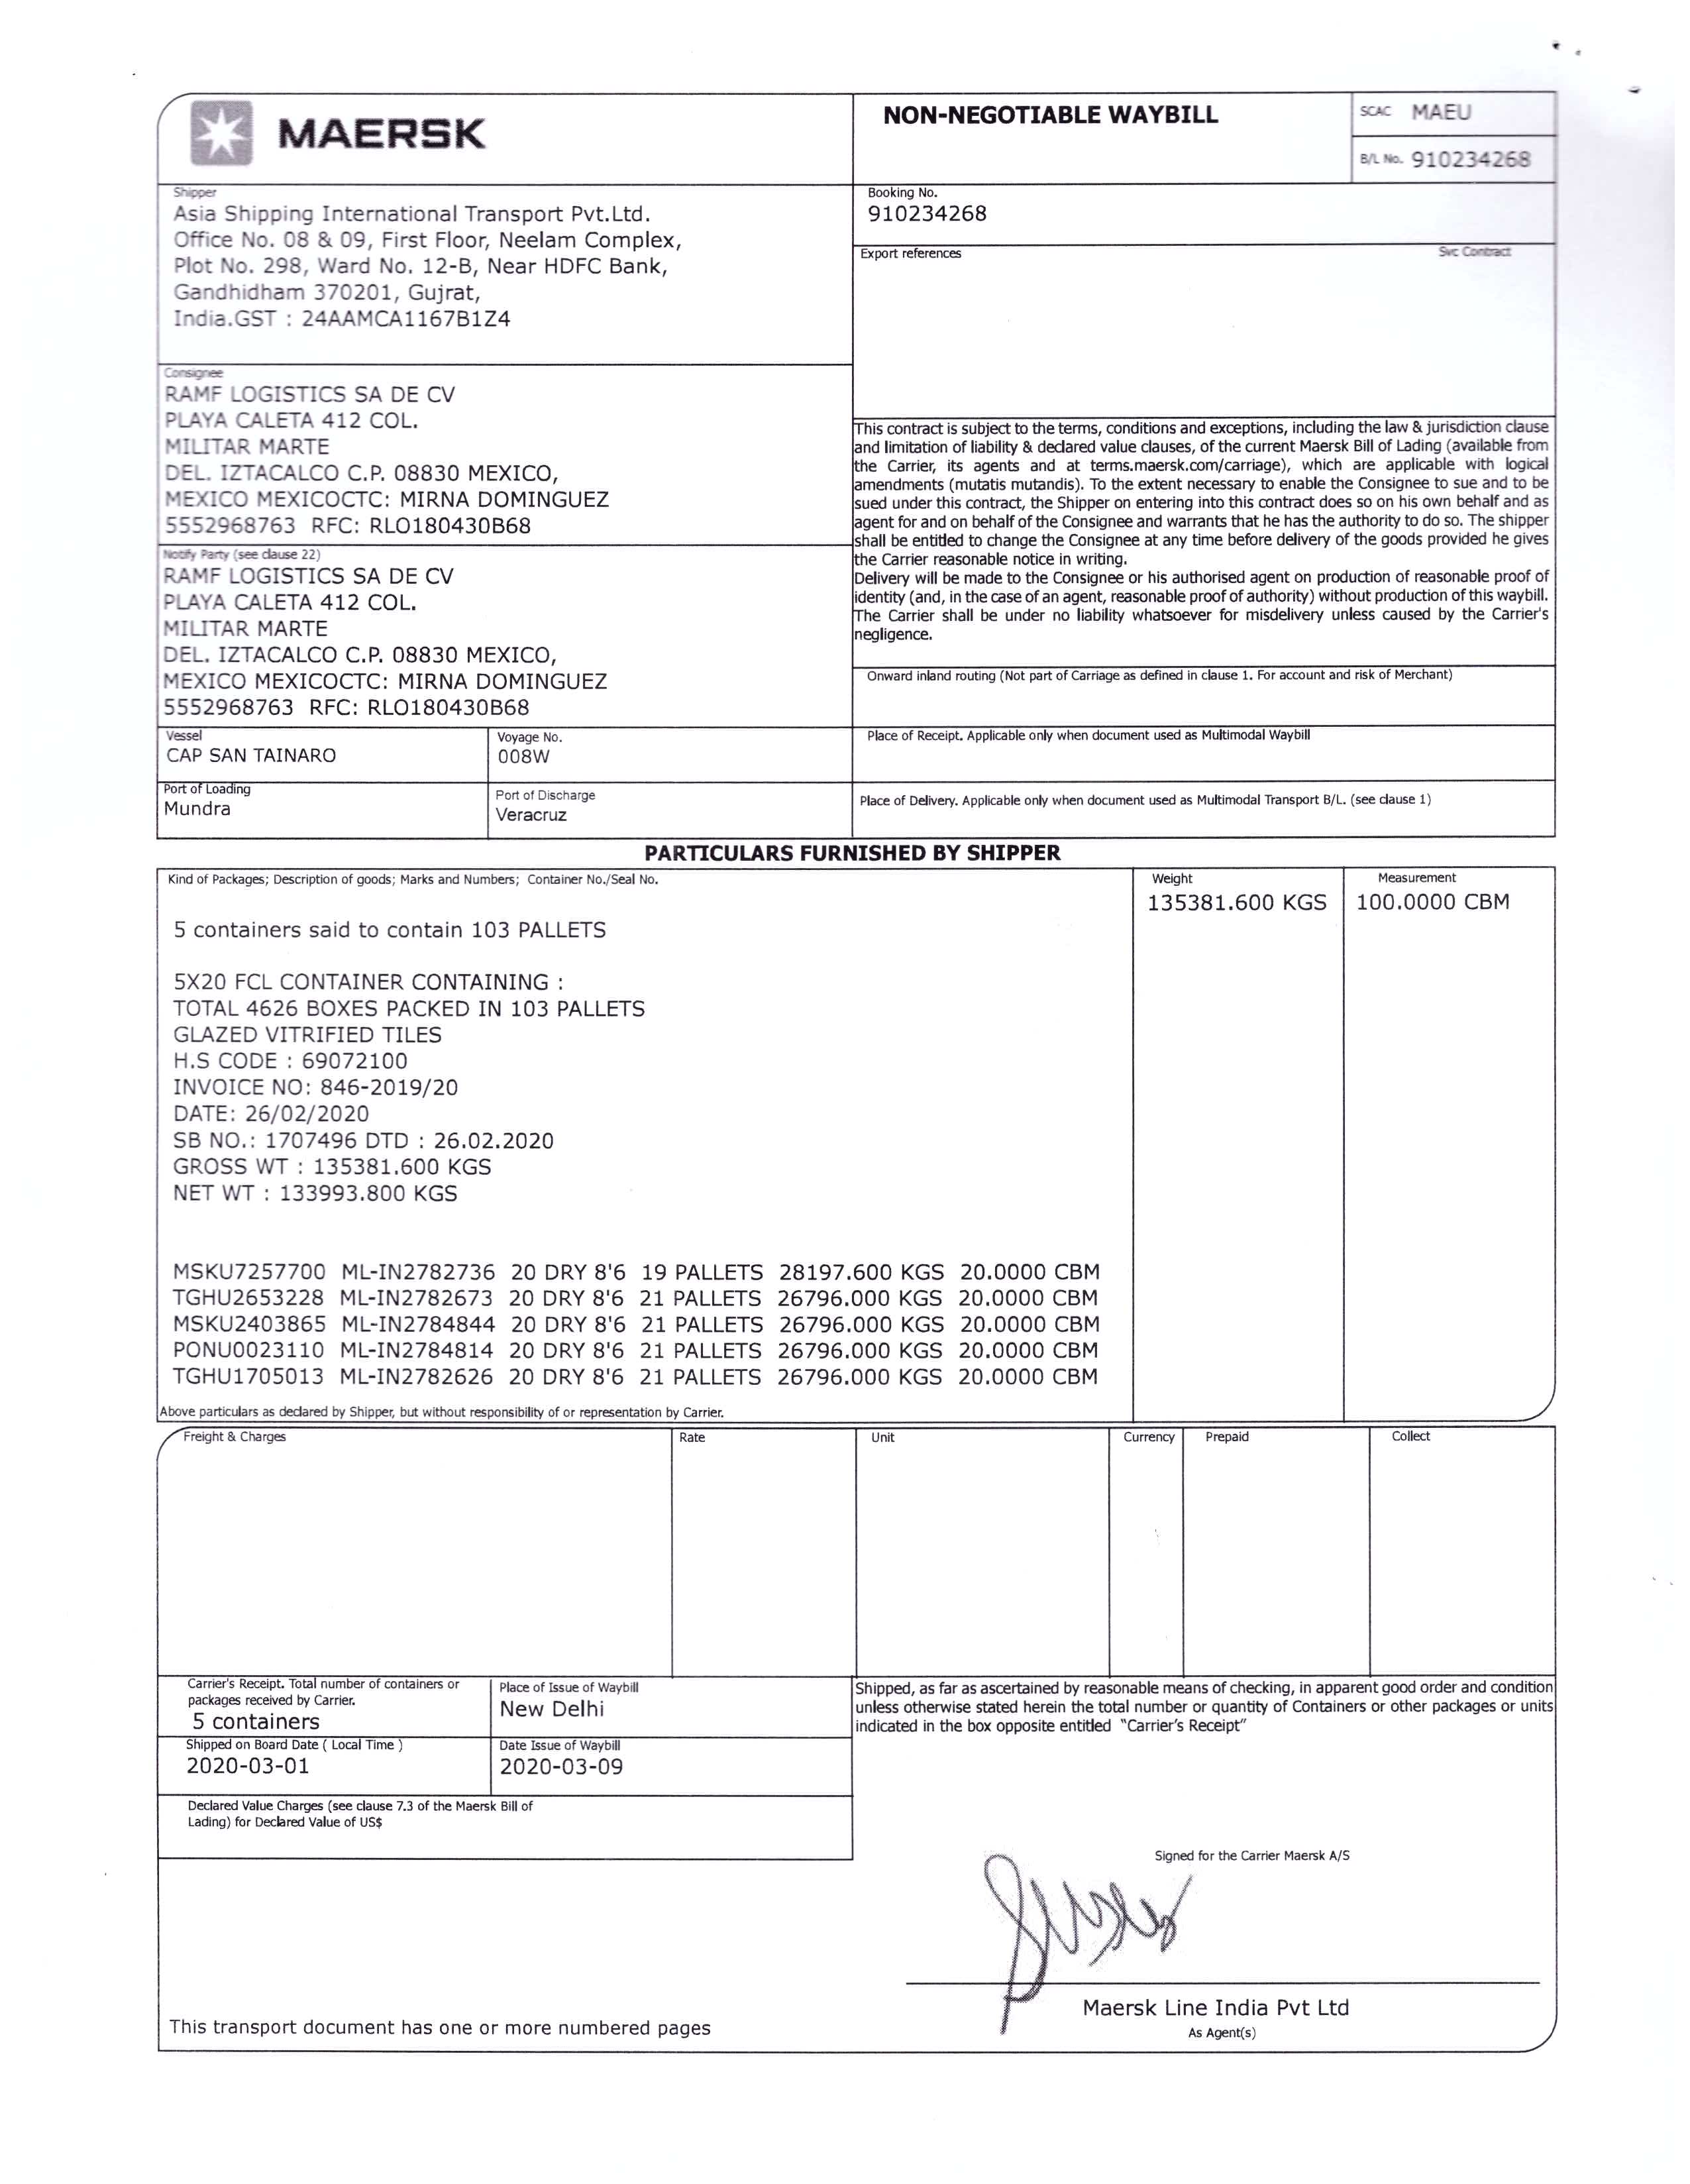 MAERSK
NON-NEGOTIABLE WAYBILL
SCAC MAEU
B/L No. 910234268
Shipper
Asia Shipping International Transport Pvt.Ltd.
Office No. 08 & 09, First Floor, Neelam Complex,
Plot No. 298, Ward No. 12-B, Near HDFC Bank,
Gandhidham 370201, Gujrat,
India.GST : 24AAMCA1167B1Z4
Booking No.
910234268
Export references
Svc Contract
Consignee
RAMF LOGISTICS SA DE CV
PLAYA CALETA 412 COL.
MILITAR MARTE
DEL. IZTACALCO C.P. 08830 MEXICO,
MEXICO MEXICOCTC: MIRNA DOMINGUEZ
5552968763 RFC: RLO180430B68
Notify Party (see clause 22)
RAMF LOGISTICS SA DE CV
PLAYA CALETA 412 COL.
MILITAR MARTE
DEL. IZTACALCO C.P. 08830 MEXICO,
MEXICO MEXICOCTC: MIRNA DOMINGUEZ
5552968763 RFC: RLO180430B68
This contract is subject to the terms, conditions and exceptions, including the law & jurisdiction clause
and limitation of liability & declared value clauses, of the current Maersk Bill of Lading (available from
the Carrier, its agents and at terms.maersk.com/carriage), which are applicable with logical
amendments (mutatis mutandis). To the extent necessary to enable the Consignee to sue and to be
sued under this contract, the Shipper on entering into this contract does so on his own behalf and as
agent for and on behalf of the Consignee and warrants that he has the authority to do so. The shipper
shall be entitled to change the Consignee at any time before delivery of the goods provided he gives
the Carrier reasonable notice in writing.
Delivery will be made to the Consignee or his authorised agent on production of reasonable proof of
identity (and, in the case of an agent, reasonable proof of authority) without production of this waybill.
The Carrier shall be under no liability whatsoever for misdelivery unless caused by the Carrier's
negligence.
Onward inland routing (Not part of Carriage as defined in clause 1. For account and risk of Merchant)
Vessel
CAP SAN TAINARO
Voyage No.
008W
Place of Receipt. Applicable only when document used as Multimodal Waybill
Port of Loading
Mundra
Port of Discharge
Veracruz
Place of Delivery. Applicable only when document used as Multimodal Transport B/L. (see clause 1)
PARTICULARS FURNISHED BY SHIPPER
Kind of Packages; Description of goods; Marks and Numbers; Container No./Seal No.
Weight
135381.600 KGS
Measurement
100.0000 CBM
5 containers said to contain 103 PALLETS
5X20 FCL CONTAINER CONTAINING :
TOTAL 4626 BOXES PACKED IN 103 PALLETS
GLAZED VITRIFIED TILES
H.S CODE : 69072100
INVOICE NO: 846-2019/20
DATE: 26/02/2020
SB NO.: 1707496 DTD : 26.02.2020
GROSS WT : 135381.600 KGS
NET WT : 133993.800 KGS
MSKU7257700 ML-IN2782736 20 DRY 8'6 19 PALLETS 28197.600 KGS 20.0000 CBM
TGHU2653228 ML-IN2782673 20 DRY 8'6 21 PALLETS 26796.000 KGS 20.0000 CBM
MSKU2403865 ML-IN2784844 20 DRY 8'6 21 PALLETS 26796.000 KGS 20.0000 CBM
PONU0023110 ML-IN2784814 20 DRY 8'6 21 PALLETS 26796.000 KGS 20.0000 CBM
TGHU1705013 ML-IN2782626 20 DRY 8'6 21 PALLETS 26796.000 KGS 20.0000 CBM
Above particulars as declared by Shipper, but without responsibility of or representation by Carrier.
Freight & Charges
Rate
Unit
Currency
Prepaid
Collect
Carrier's Receipt. Total number of containers or
packages received by Carrier.
5 containers
Place of Issue of Waybill
New Delhi
Shipped on Board Date ( Local Time )
2020-03-01
Date Issue of Waybill
2020-03-09
Declared Value Charges (see clause 7.3 of the Maersk Bill of
Lading) for Declared Value of US$
Shipped, as far as ascertained by reasonable means of checking, in apparent good order and condition
unless otherwise stated herein the total number or quantity of Containers or other packages or units
indicated in the box opposite entitled "Carrier's Receipt"
Signed for the Carrier Maersk A/S
Maersk Line India Pvt Ltd
As Agent(s)
This transport document has one or more numbered pages